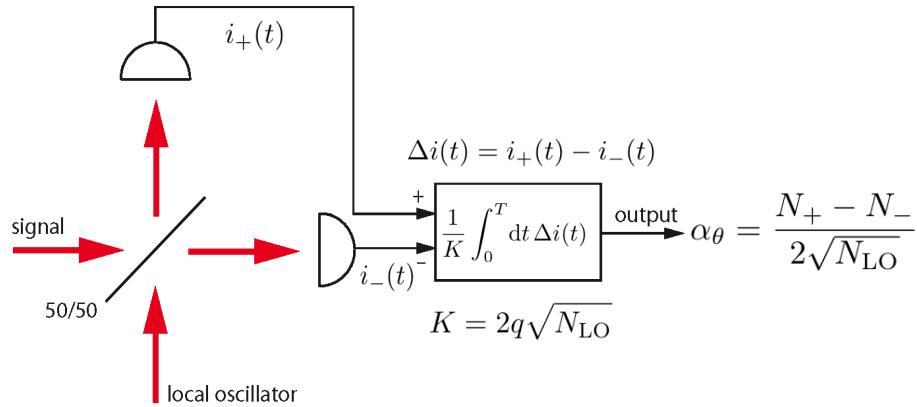 i₊(t)
Δi(t) = i₊(t) − i₋(t)
signal
+
1/K ∫₀ᵀ dt Δi(t)
output
α_θ = (N₊ − N₋)/(2√N_LO)
−
i₋(t)
50/50
K = 2q√N_LO
local oscillator